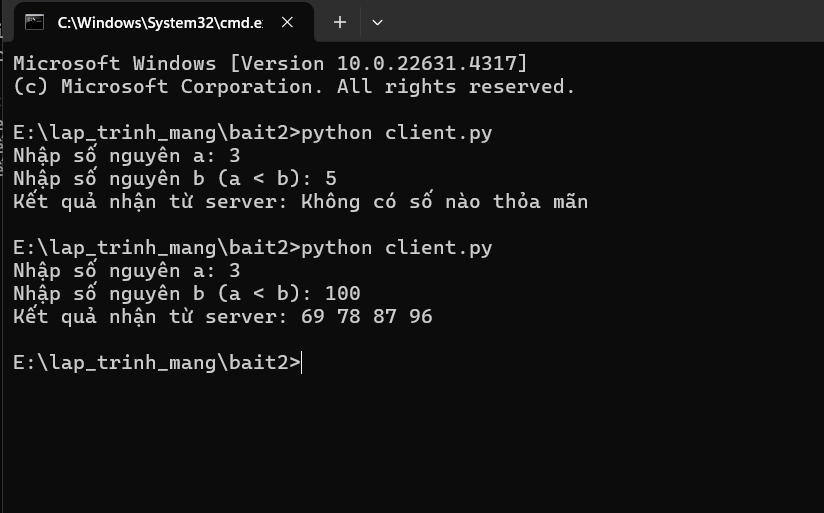 C:\Windows\System32\cmd.e
Microsoft Windows [Version 10.0.22631.4317]
(c) Microsoft Corporation. All rights reserved.
E:\lap_trinh_mang\bait2>python client.py
Nhập số nguyên a: 3
Nhập số nguyên b (a < b): 5
Kết quả nhận từ server: Không có số nào thỏa mãn
E:\lap_trinh_mang\bait2>python client.py
Nhập số nguyên a: 3
Nhập số nguyên b (a < b): 100
Kết quả nhận từ server: 69 78 87 96
E:\lap_trinh_mang\bait2>